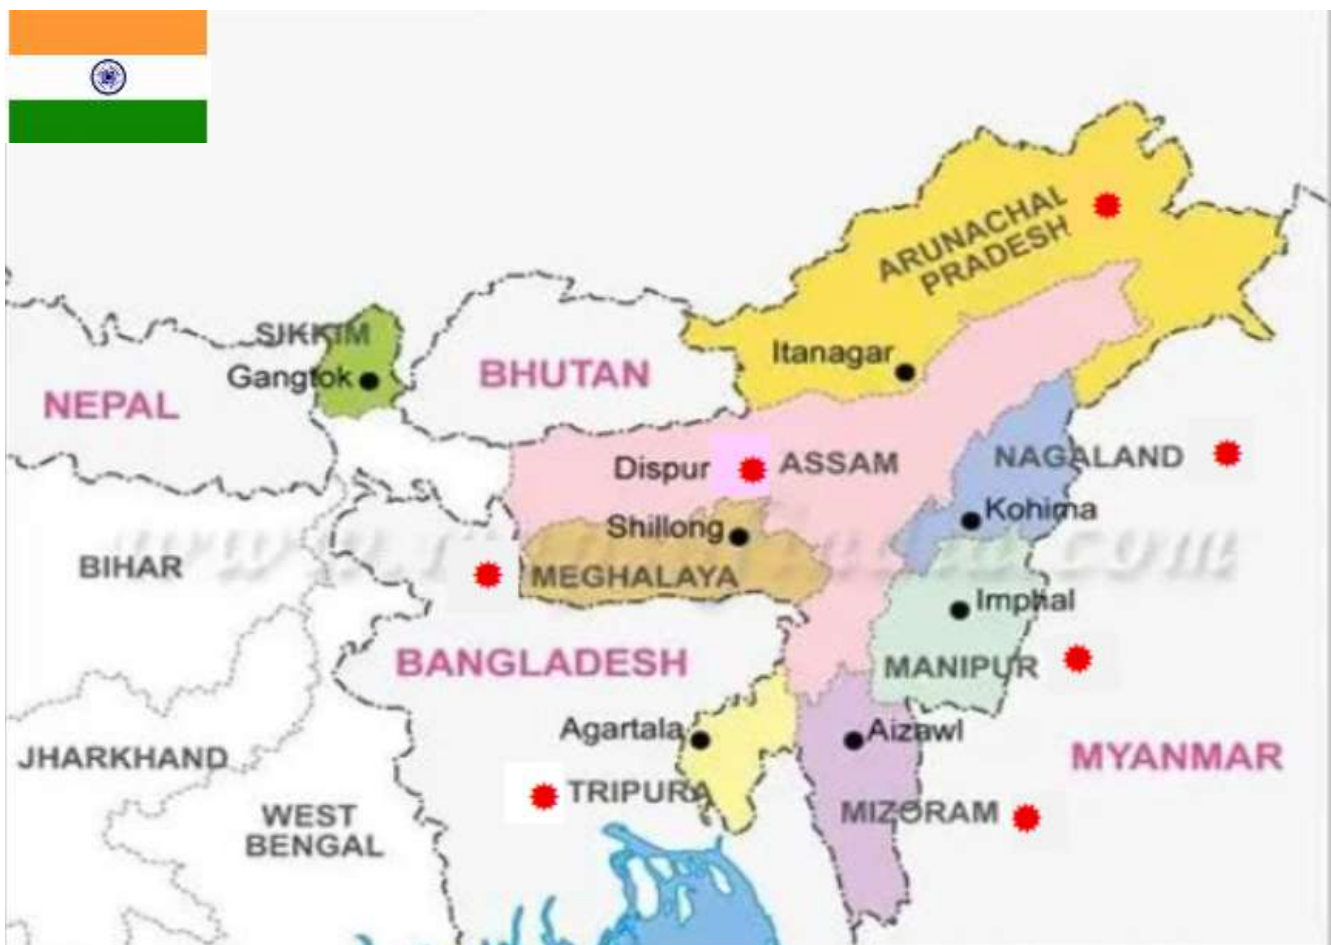 ARUNACHAL
PRADESH
SIKKIM
Gangtok
Itanagar
BHUTAN
NEPAL
Dispur
ASSAM
NAGALAND
Shillong
Kohima
BIHAR
MEGHALAYA
Imphal
BANGLADESH
MANIPUR
Agartala
Aizawl
JHARKHAND
MYANMAR
TRIPURA
MIZORAM
WEST
BENGAL